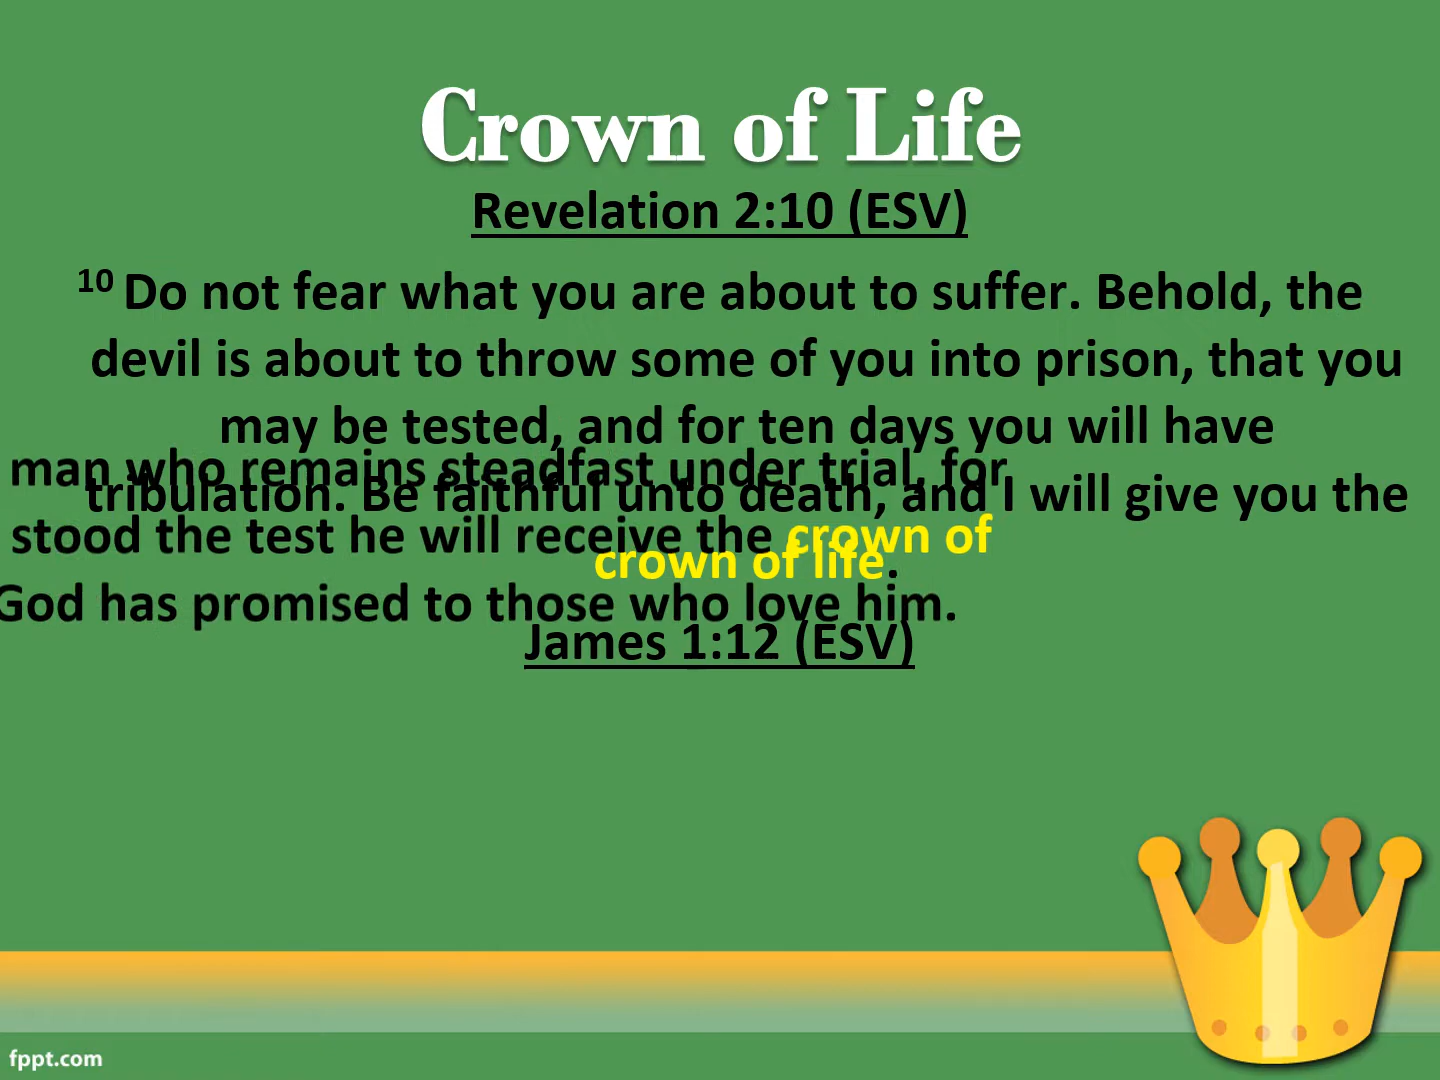 Crown of Life
Revelation 2:10 (ESV)
10 Do not fear what you are about to suffer. Behold, the
devil is about to throw some of you into prison, that you
may be tested, and for ten days you will have
tribulation. Be faithful unto death, and I will give you the
crown of life.
James 1:12 (ESV)
man who remains steadfast under trial, for
stood the test he will receive the crown of
God has promised to those who love him.
fppt.com